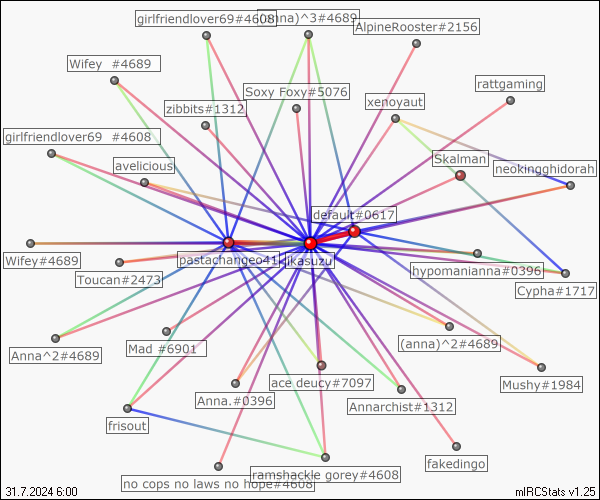 girlfriendlover69#4608
(anna)^3#4689
AlpineRooster#2156
Wifey #4689
Soxy Foxy#5076
rattgaming
zibbits#1312
xenoyaut
girlfriendlover69 #4608
avelicious
Skalman
neokingghidorah
default#0617
Wifey#4689
pastachangeo41
likasuzu
Toucan#2473
hypomanianna#0396
Cypha#1717
Anna^2#4689
Mad #6901
(anna)^2#4689
ace deucy#7097
Mushy#1984
Anna.#0396
Annarchist#1312
frisout
fakedingo
no cops no laws no hope#4608
ramshackle gorey#4608
31.7.2024 6:00
mIRCStats v1.25